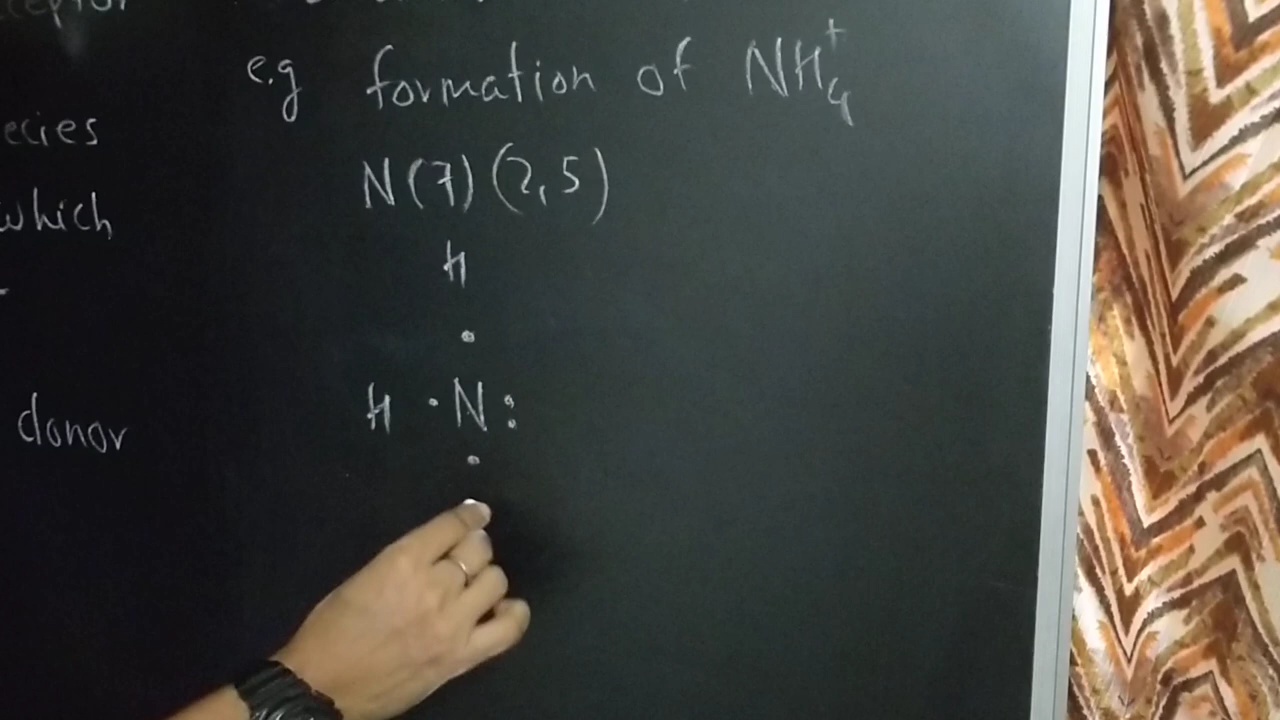 e.g formation of NH₄⁺
ecies
N(7) (2,5)
which
H
H · N :
donor